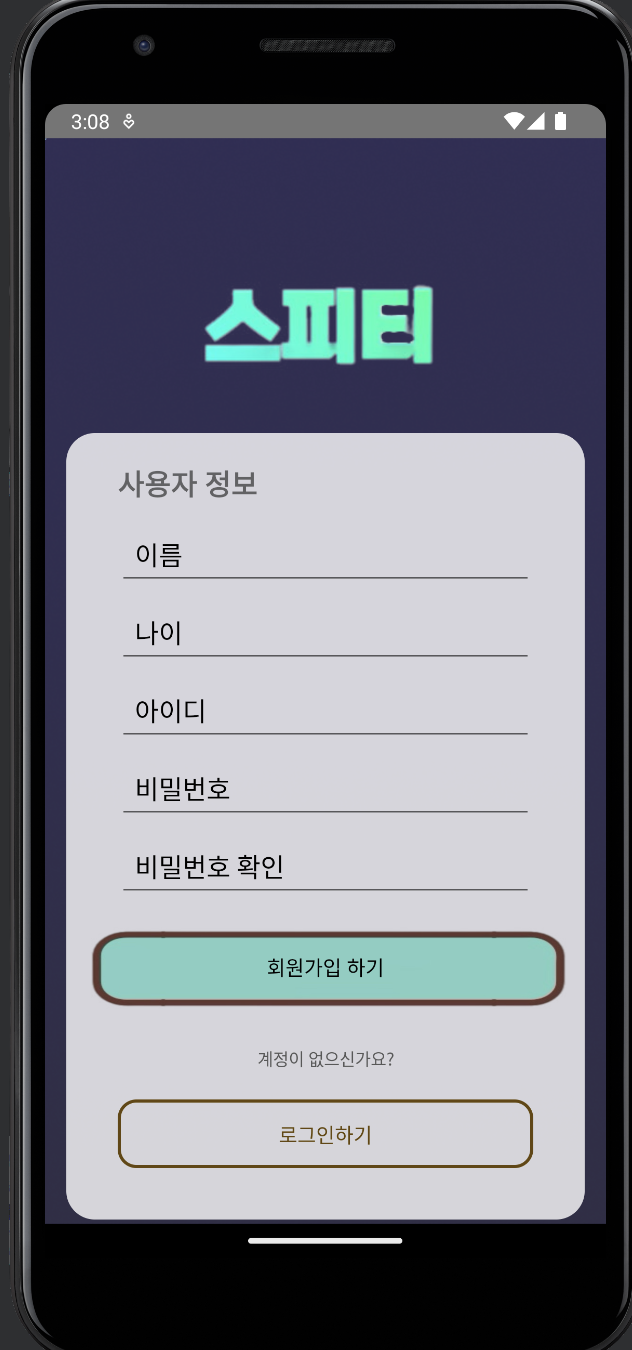 3:08
스피티
사용자 정보
이름
나이
아이디
비밀번호
비밀번호 확인
회원가입 하기
계정이 없으신가요?
로그인하기